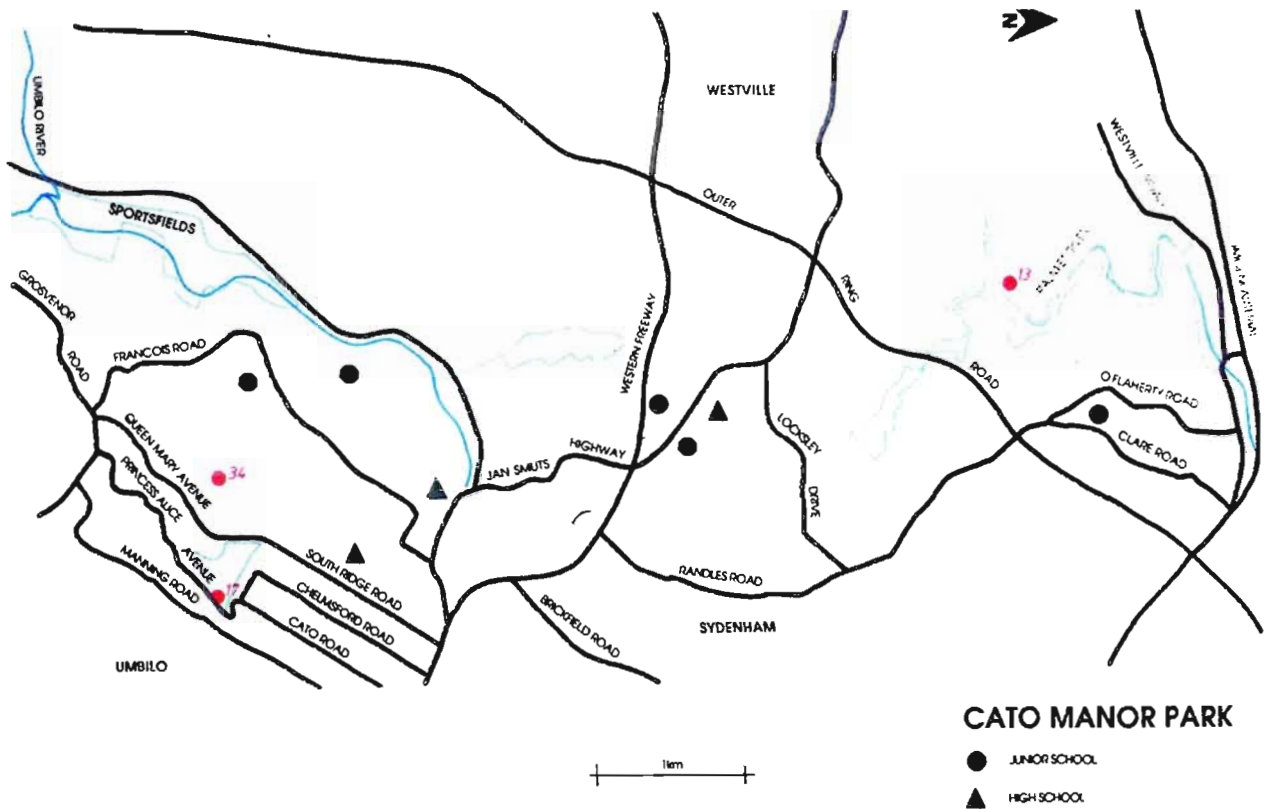 N
WESTVILLE
UMBILO RIVER
WESTVILLE
OUTER
SPORTSFIELDS
RING
13
GROSVENOR
ROAD
FRANCOIS ROAD
WESTERN FREEWAY
ROAD
O FLAHERTY ROAD
QUEEN MARY AVENUE
LOCKSLEY
DRIVE
CLARE ROAD
HIGHWAY
JAN SMUTS
34
PRINCESS ALICE
AVENUE
MANNING ROAD
17
SOUTH RIDGE ROAD
CHELMSFORD ROAD
CATO ROAD
RANDLES ROAD
BRICKFIELD ROAD
SYDENHAM
UMBILO
CATO MANOR PARK
JUNIOR SCHOOL
HIGH SCHOOL
1km